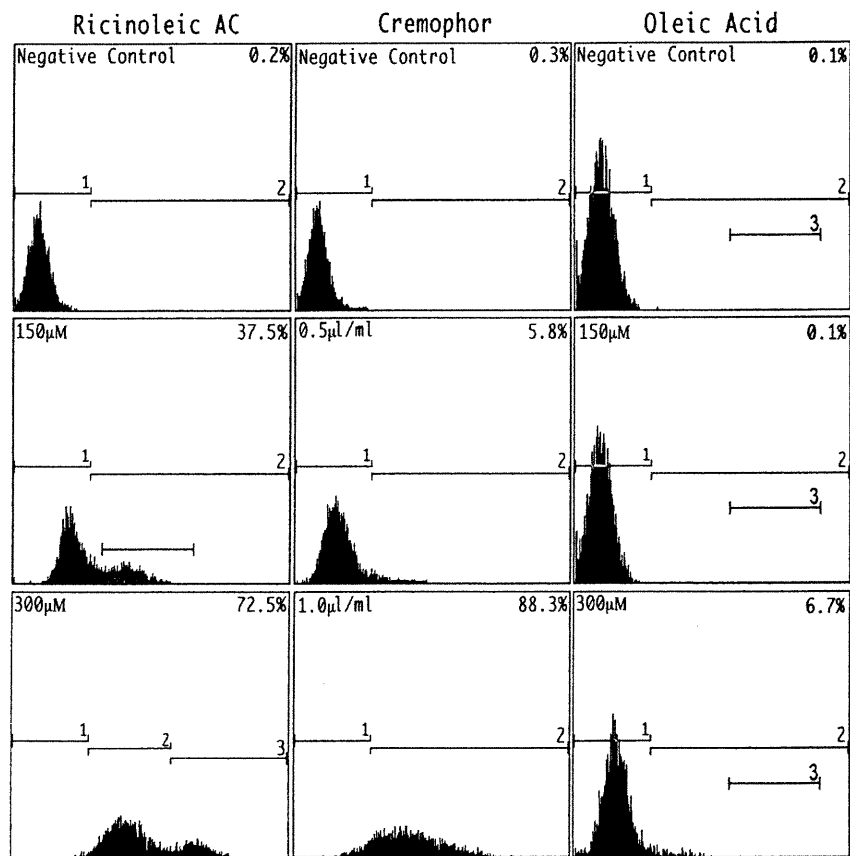 Ricinoleic AC Cremophor Oleic Acid
Negative Control 0.2% Negative Control 0.3% Negative Control 0.1%
1 2 1 2 1 2
3
150µM 37.5% 0.5µl/ml 5.8% 150µM 0.1%
1 2 1 2 1 2
3
300µM 72.5% 1.0µl/ml 88.3% 300µM 6.7%
1 2 3 1 2 1 2
3